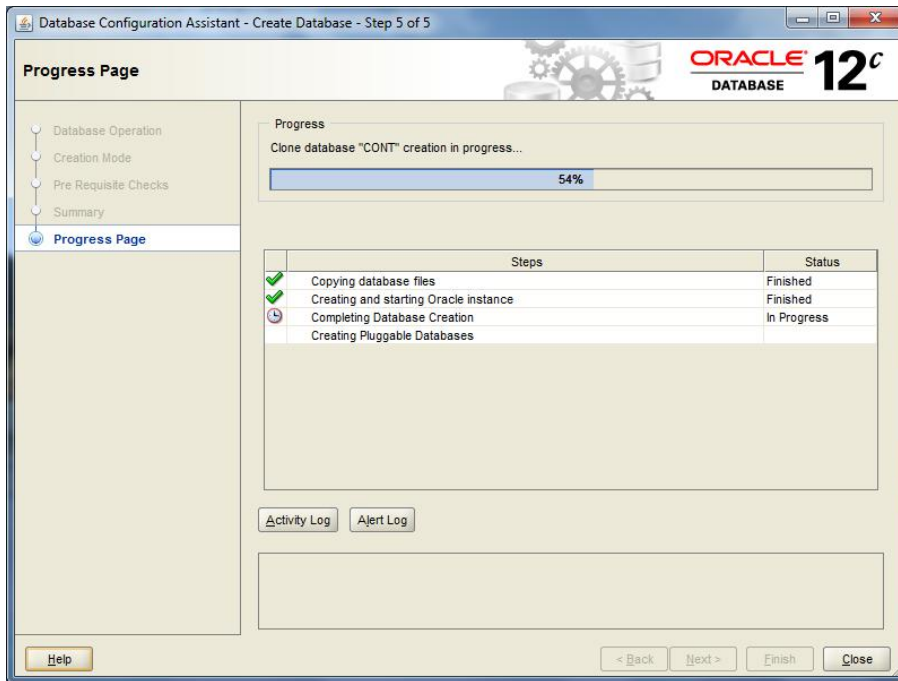 Database Configuration Assistant - Create Database - Step 5 of 5
Progress Page
ORACLE
DATABASE
12c
Database Operation
Creation Mode
Pre Requisite Checks
Summary
Progress Page
Progress
Clone database "CONT" creation in progress...
54%
Steps Status
Copying database files Finished
Creating and starting Oracle instance Finished
Completing Database Creation In Progress
Creating Pluggable Databases
Activity Log Alert Log
Help < Back Next > Finish Close